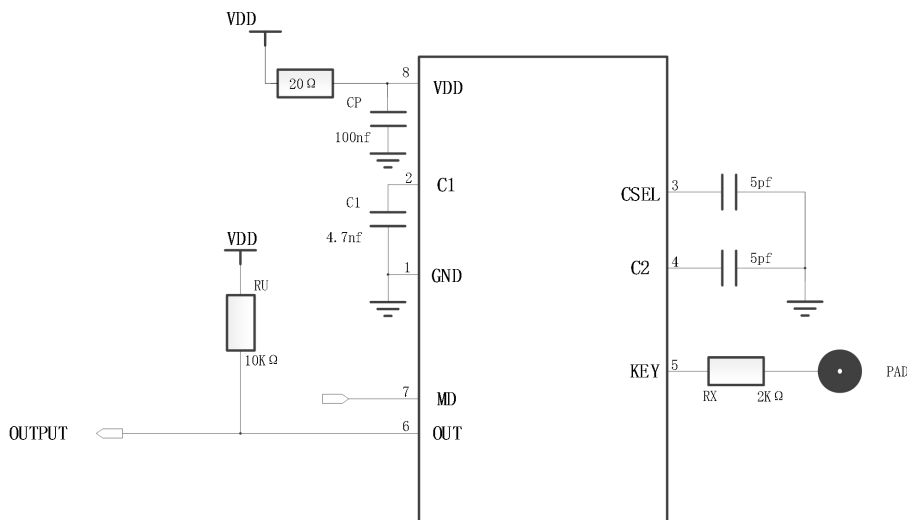 VDD
20Ω
8
VDD
CP
100nf
2
C1
C1
4.7nf
1
GND
VDD
RU
10KΩ
7
MD
OUTPUT
6
OUT
CSEL
3
5pf
C2
4
5pf
KEY
5
RX
2KΩ
PAD